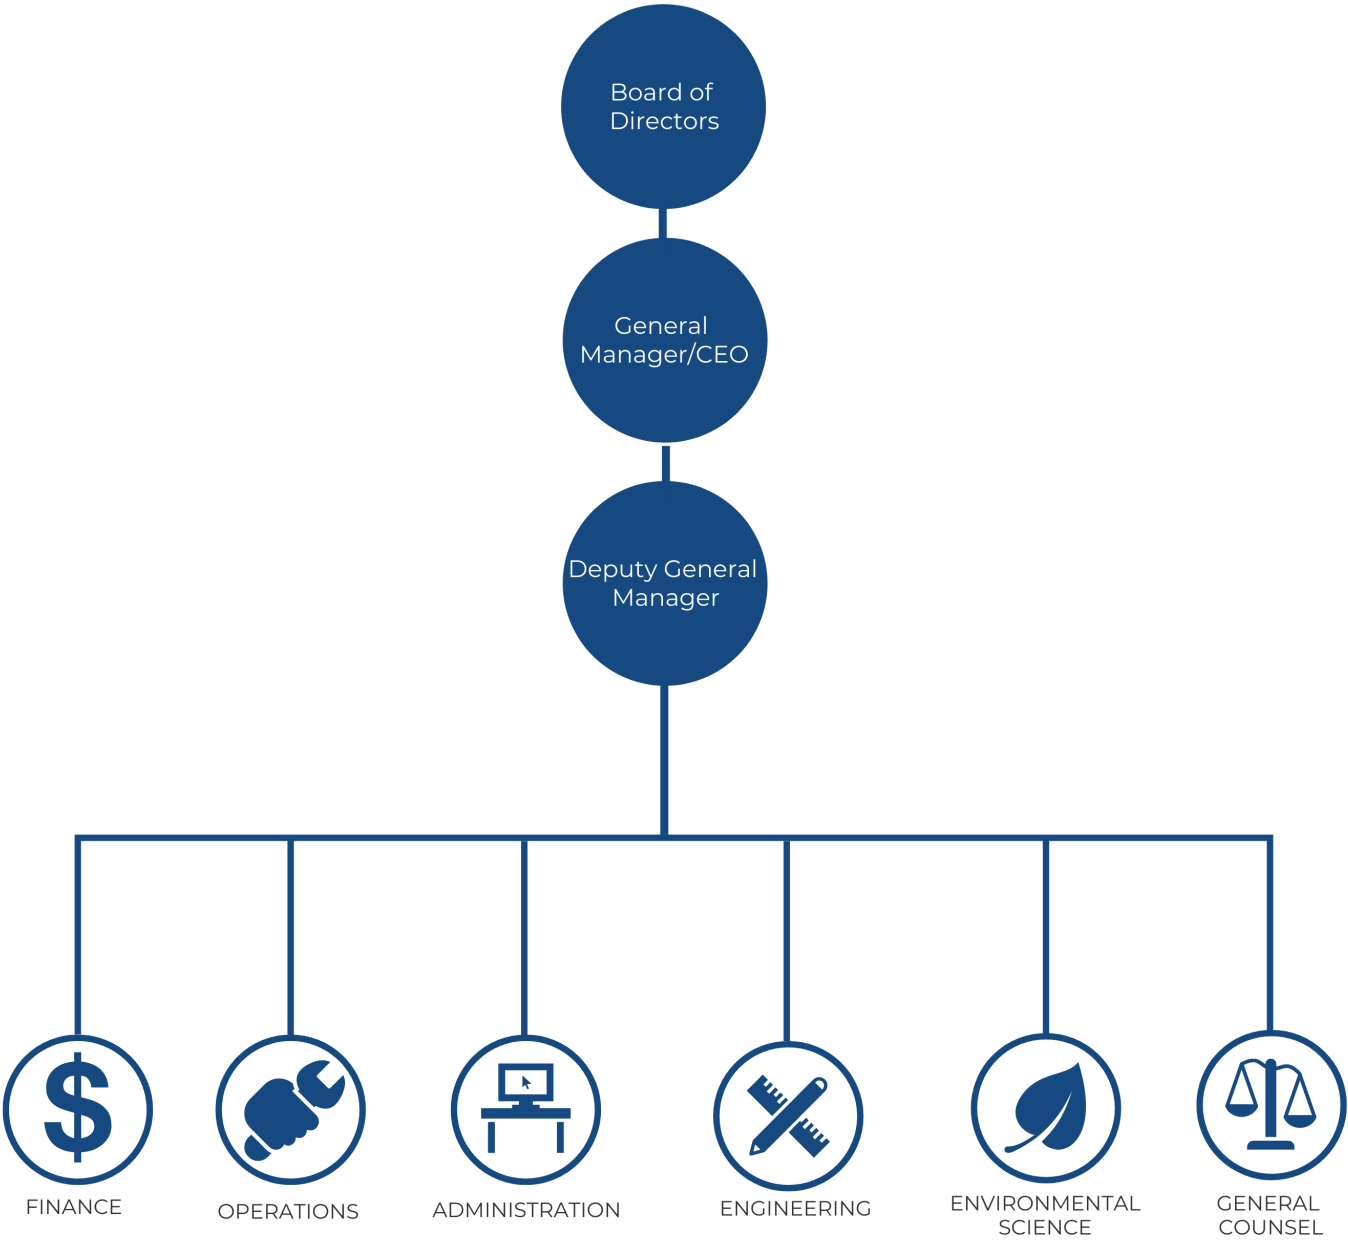 Board of
Directors
General
Manager/CEO
Deputy General
Manager
$
FINANCE
OPERATIONS
ADMINISTRATION
ENGINEERING
ENVIRONMENTAL
SCIENCE
GENERAL
COUNSEL